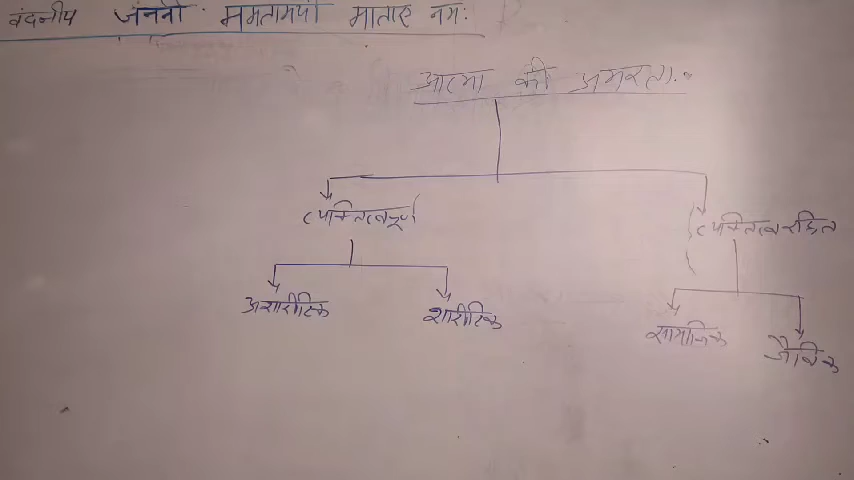 वंदनीय जननी ममतामयी माताए नमः
आत्मा की अमरता
व्यक्तित्वपूर्ण
व्यक्तित्वरहित
अशारीरिक
शारीरिक
सामाजिक
जैविक